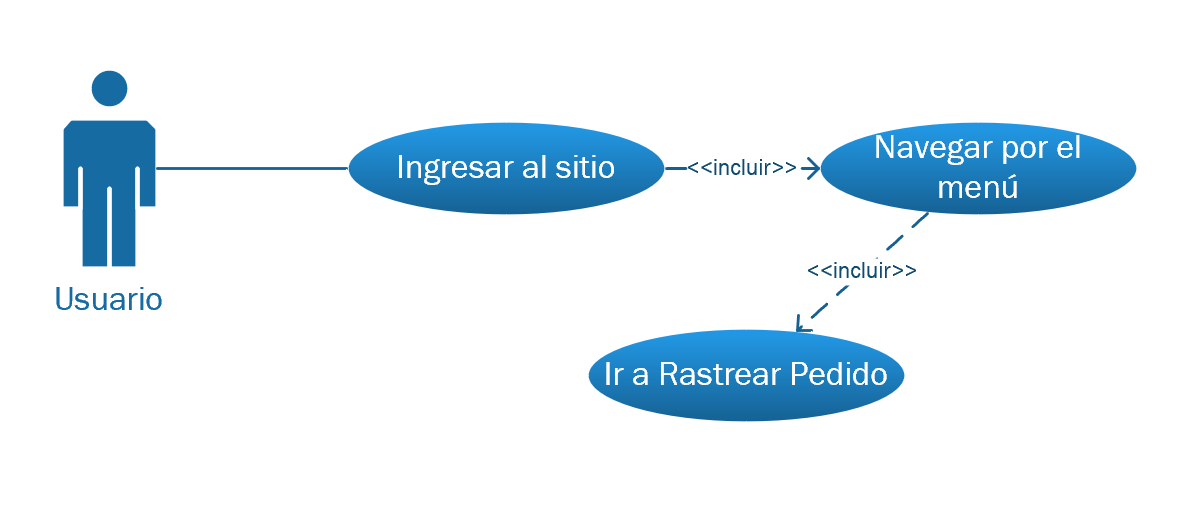 Ingresar al sitio
<<incluir>>
Navegar por el
menú
<<incluir>>
Usuario
Ir a Rastrear Pedido